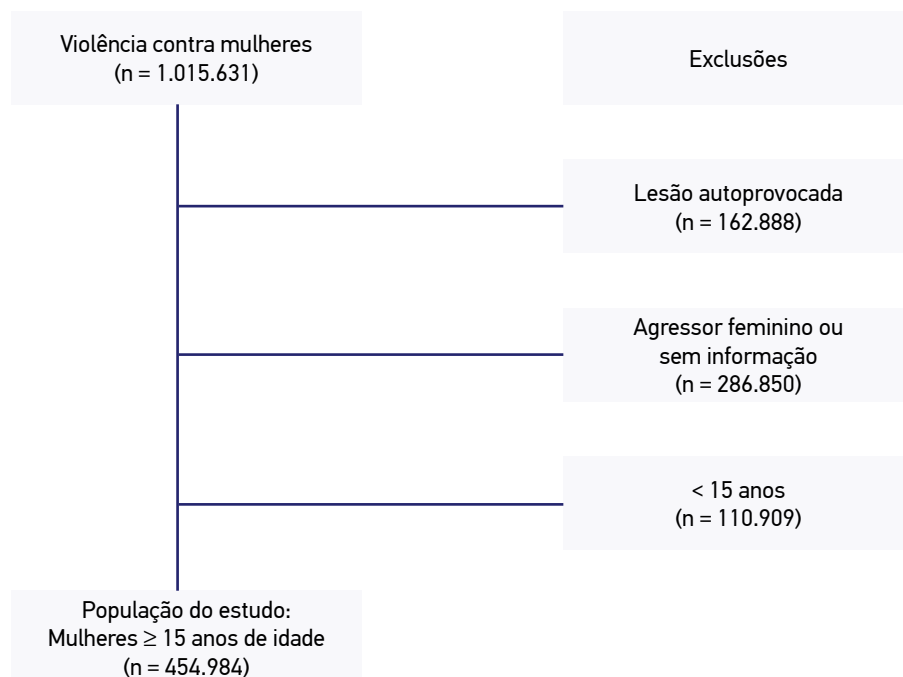 Violência contra mulheres
(n = 1.015.631)
Exclusões
Lesão autoprovocada
(n = 162.888)
Agressor feminino ou
sem informação
(n = 286.850)
< 15 anos
(n = 110.909)
População do estudo:
Mulheres ≥ 15 anos de idade
(n = 454.984)